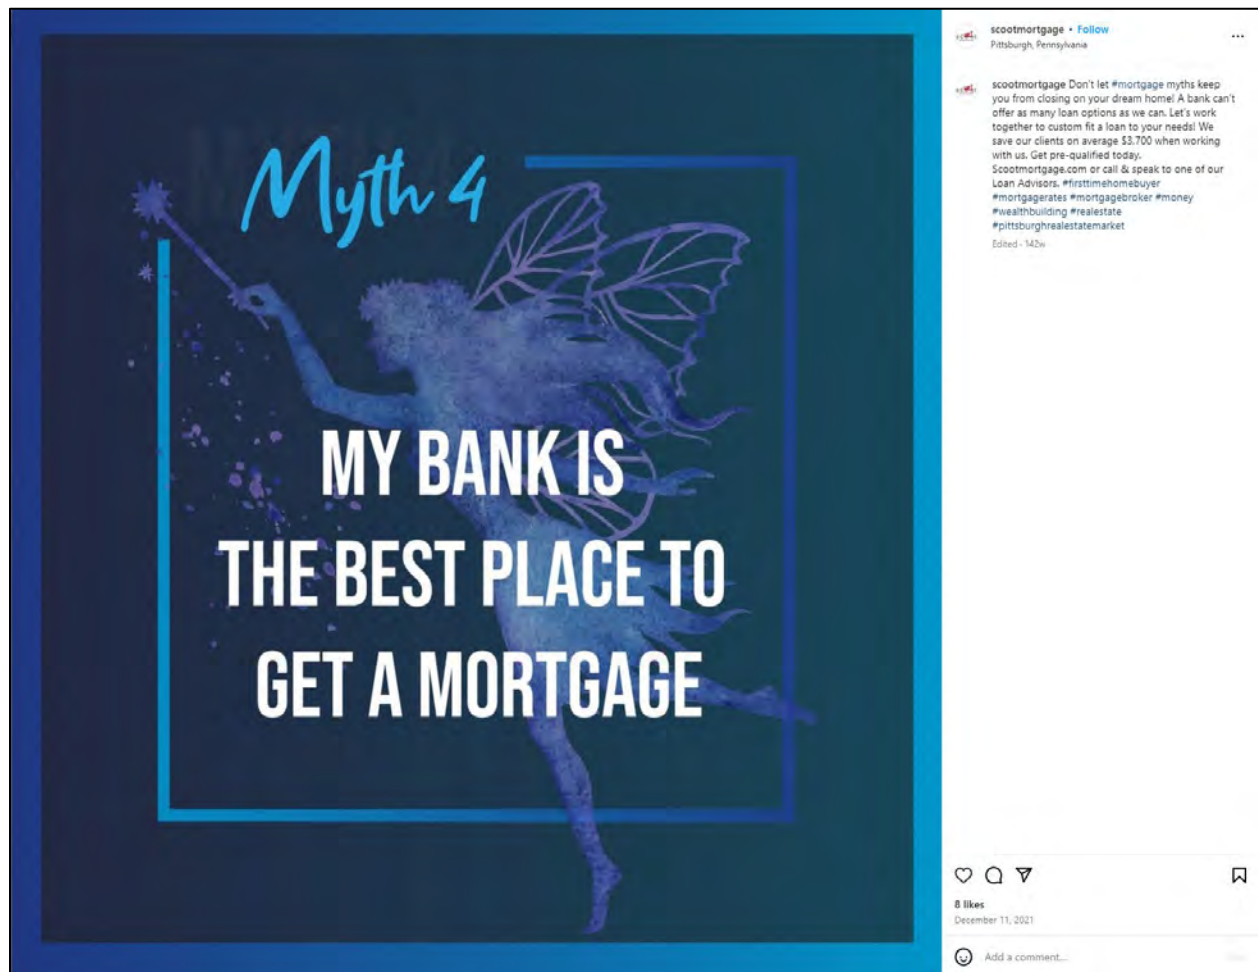 Myth 4
MY BANK IS
THE BEST PLACE TO
GET A MORTGAGE
scootmortgage • Follow
Pittsburgh, Pennsylvania
scootmortgage Don't let #mortgage myths keep
you from closing on your dream home! A bank can't
offer as many loan options as we can. Let's work
together to custom fit a loan to your needs! We
save our clients on average $3,700 when working
with us. Get pre-qualified today.
Scootmortgage.com or call & speak to one of our
Loan Advisors. #firsttimehomebuyer
#mortgagerates #mortgagebroker #money
#wealthbuilding #realestate
#pittsburghrealestatemarket
Edited · 142w
8 likes
December 11, 2021
Add a comment...